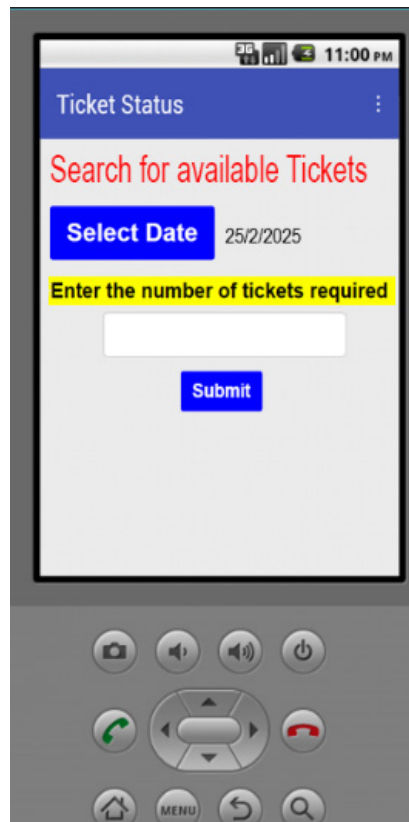 3G 11:00 PM
Ticket Status
Search for available Tickets
Select Date 25/2/2025
Enter the number of tickets required
Submit
MENU